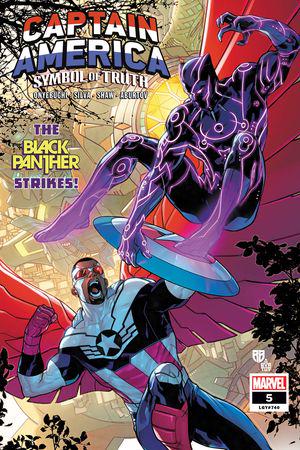 CAPTAIN
AMERICA
SYMBOL OF TRUTH
ONYEBUCHI • SILVA • SHAW • ABURTOV
THE
BLACK
PANTHER
STRIKES!
MARVEL
5
LGY#740